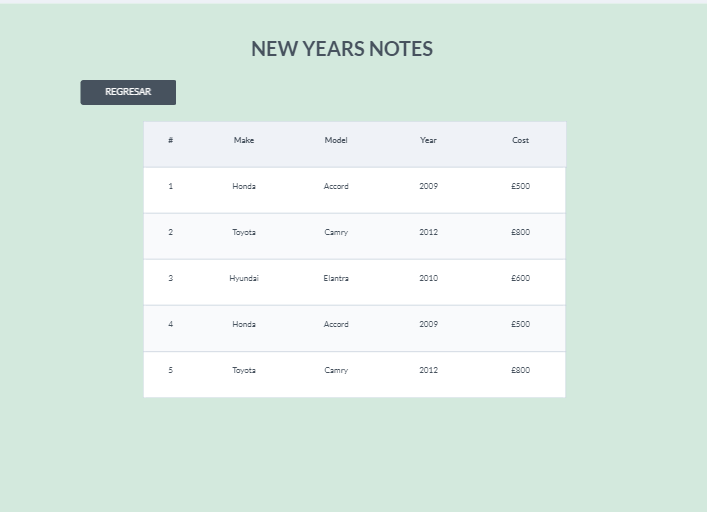 NEW YEARS NOTES
REGRESAR
# Make Model Year Cost
1 Honda Accord 2009 £500
2 Toyota Camry 2012 £800
3 Hyundai Elantra 2010 £600
4 Honda Accord 2009 £500
5 Toyota Camry 2012 £800